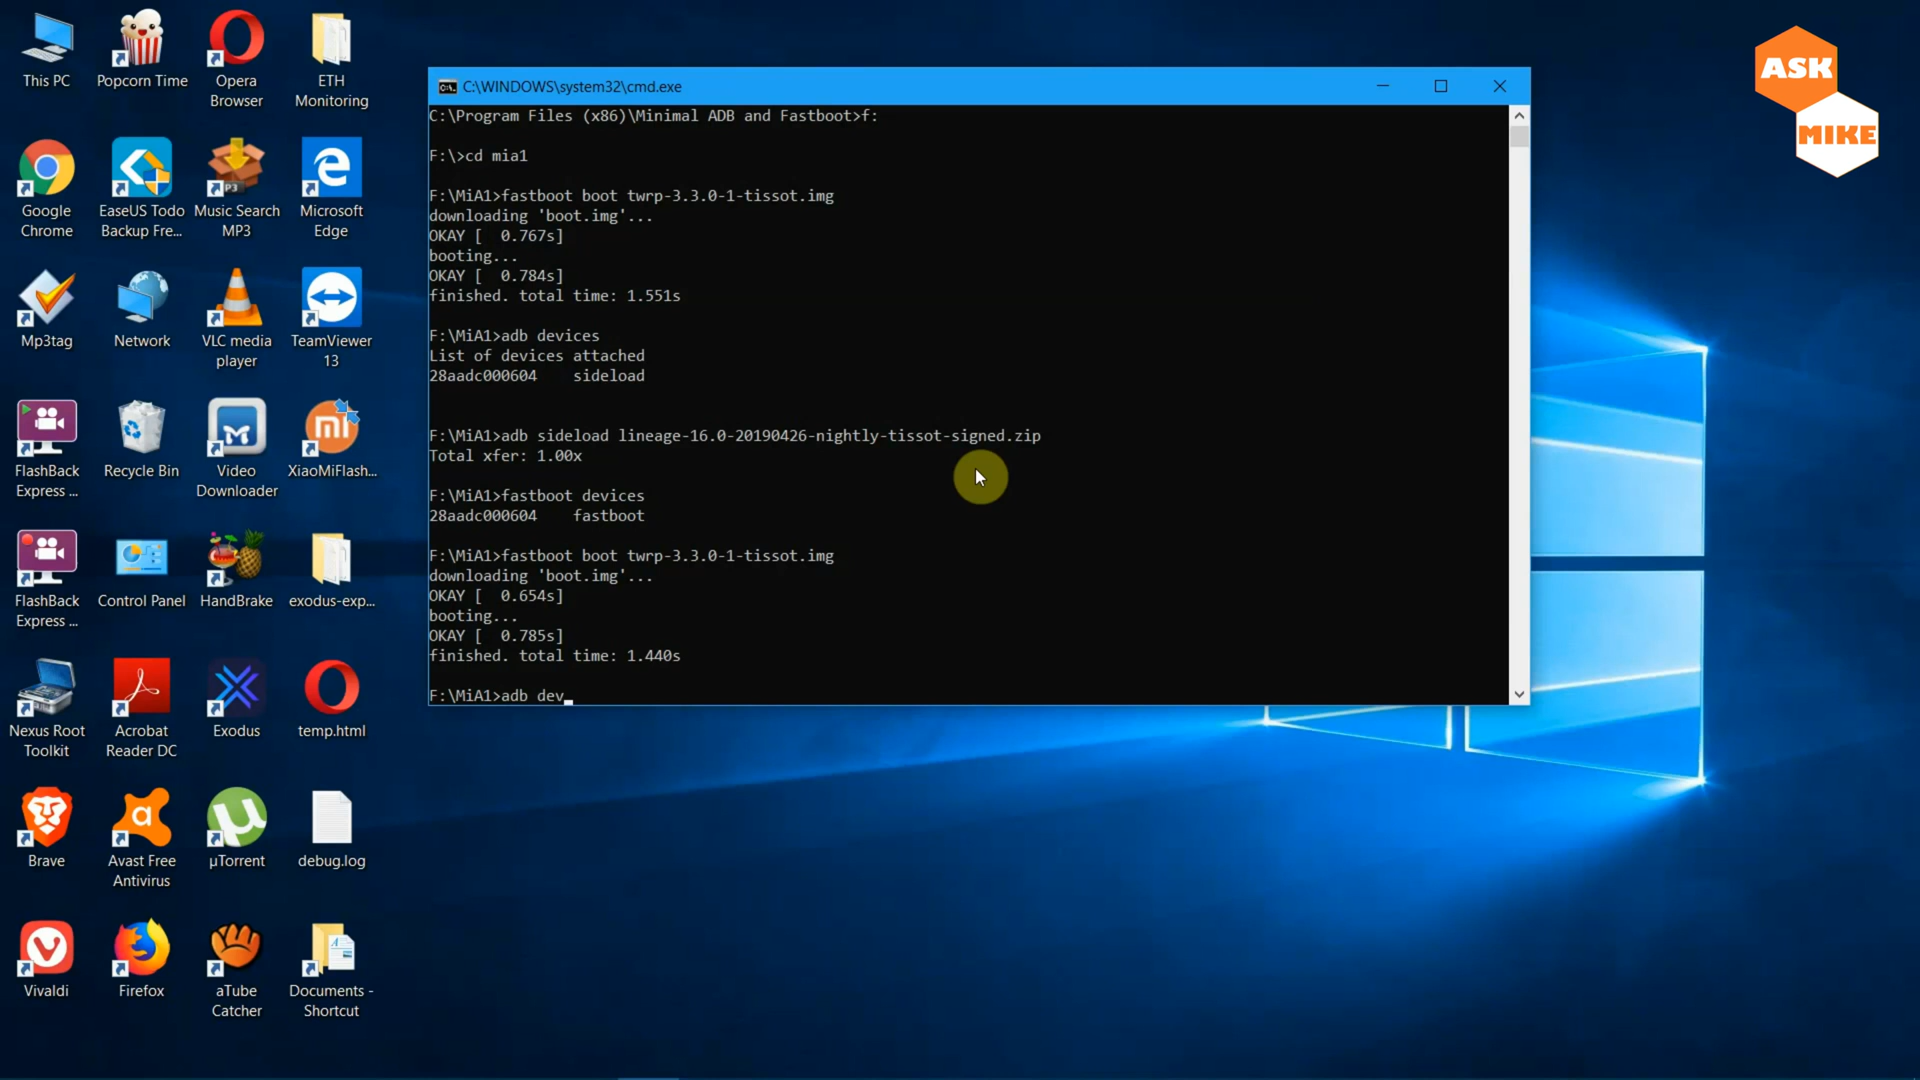 This PC
Popcorn Time
Opera
Browser
ETH
Monitoring
Google
Chrome
EaseUS Todo
Backup Fre...
P3
Music Search
MP3
Microsoft
Edge
Mp3tag
Network
VLC media
player
TeamViewer
13
FlashBack
Express ...
Recycle Bin
Video
Downloader
XiaoMiFlash...
FlashBack
Express ...
Control Panel
HandBrake
exodus-exp...
Nexus Root
Toolkit
Acrobat
Reader DC
Exodus
temp.html
Brave
Avast Free
Antivirus
µTorrent
debug.log
Vivaldi
Firefox
aTube
Catcher
Documents -
Shortcut
C:\WINDOWS\system32\cmd.exe
C:\Program Files (x86)\Minimal ADB and Fastboot>f:
F:\>cd mia1
F:\MiA1>fastboot boot twrp-3.3.0-1-tissot.img
downloading 'boot.img'...
OKAY [  0.767s]
booting...
OKAY [  0.784s]
finished. total time: 1.551s
F:\MiA1>adb devices
List of devices attached
28aadc000604    sideload
F:\MiA1>adb sideload lineage-16.0-20190426-nightly-tissot-signed.zip
Total xfer: 1.00x
F:\MiA1>fastboot devices
28aadc000604    fastboot
F:\MiA1>fastboot boot twrp-3.3.0-1-tissot.img
downloading 'boot.img'...
OKAY [  0.654s]
booting...
OKAY [  0.785s]
finished. total time: 1.440s
F:\MiA1>adb dev_
ASK
MIKE